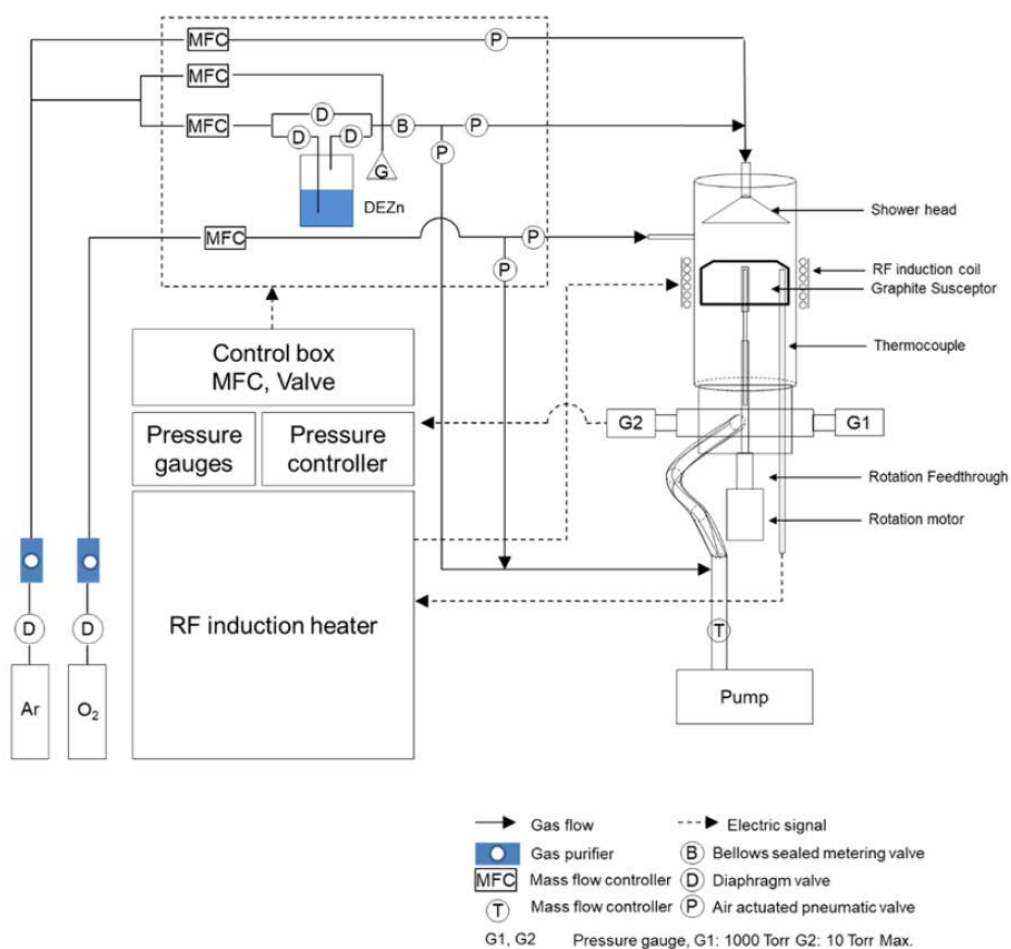 MFC
P
MFC
MFC
D
D
D
B
P
P
G
DEZn
MFC
P
P
Shower head
RF induction coil
Graphite Susceptor
Thermocouple
Control box
MFC, Valve
Pressure
gauges
Pressure
controller
G2
G1
Rotation Feedthrough
Rotation motor
RF induction heater
D
D
T
Ar
O₂
Pump
Gas flow
Electric signal
Gas purifier
B Bellows sealed metering valve
MFC Mass flow controller
D Diaphragm valve
T Mass flow controller
P Air actuated pneumatic valve
G1, G2 Pressure gauge, G1: 1000 Torr G2: 10 Torr Max.